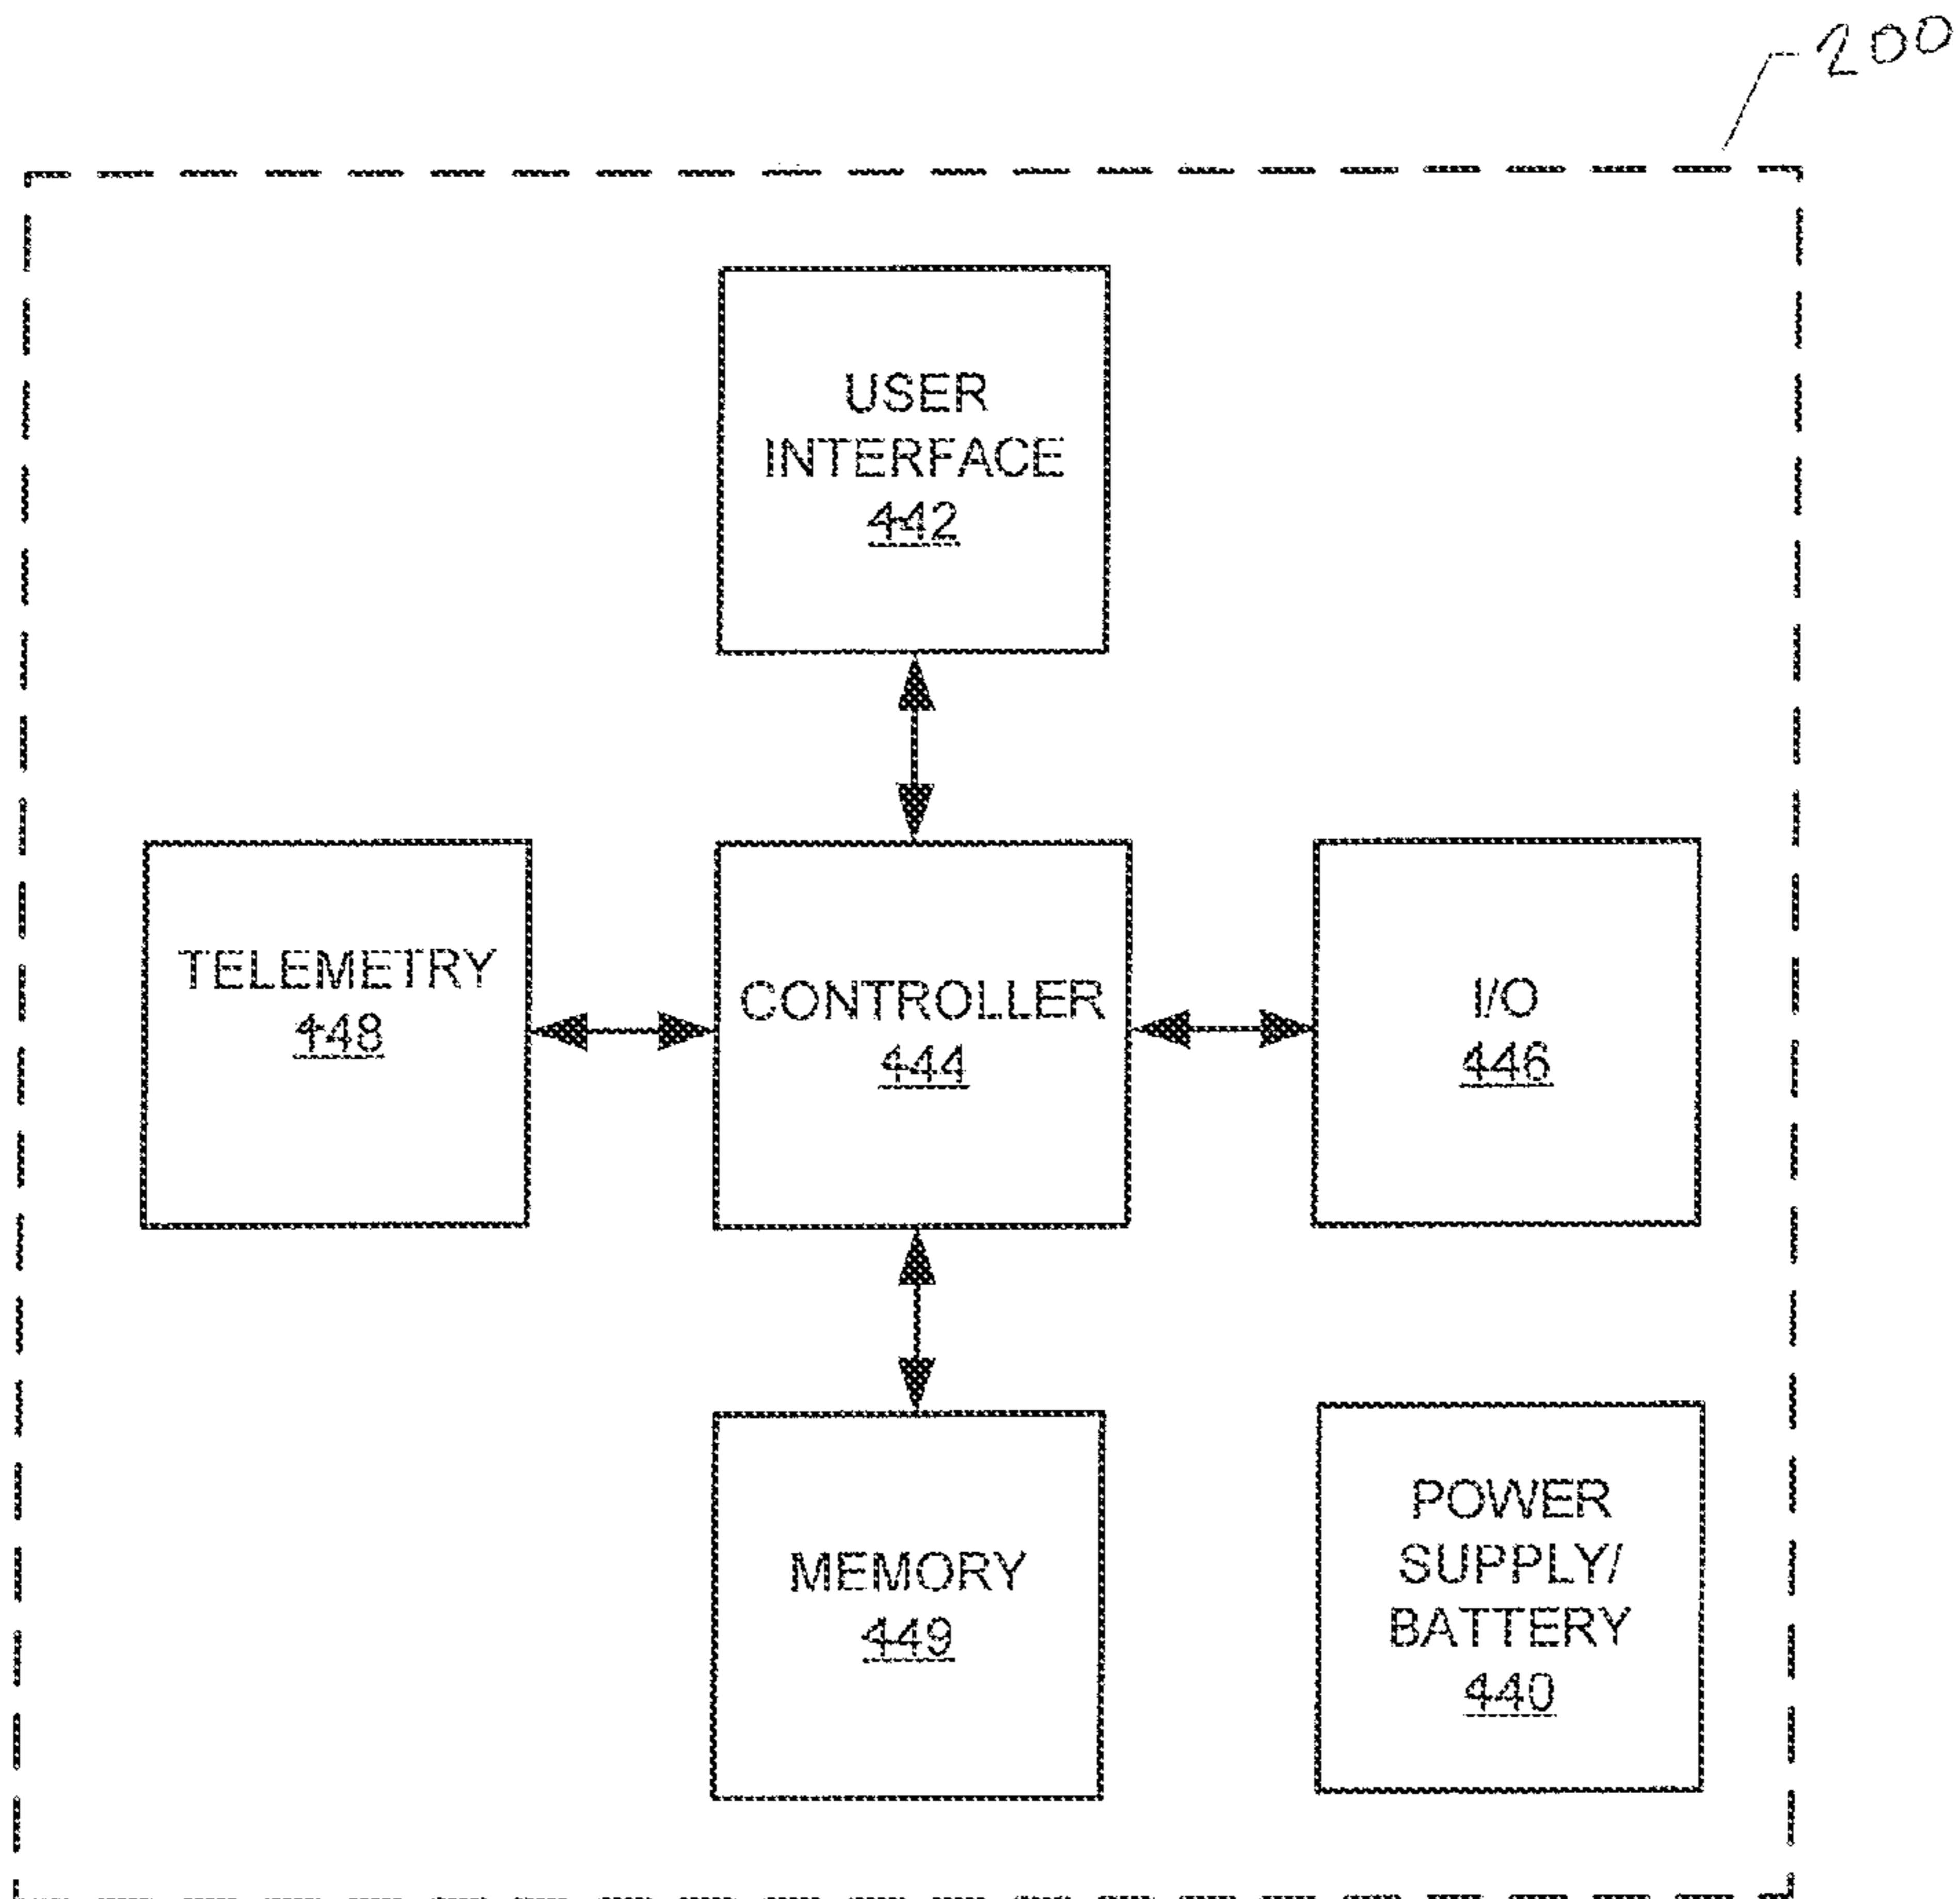 200
USER
INTERFACE
442
TELEMETRY
448
CONTROLLER
444
I/O
446
MEMORY
449
POWER
SUPPLY/
BATTERY
440